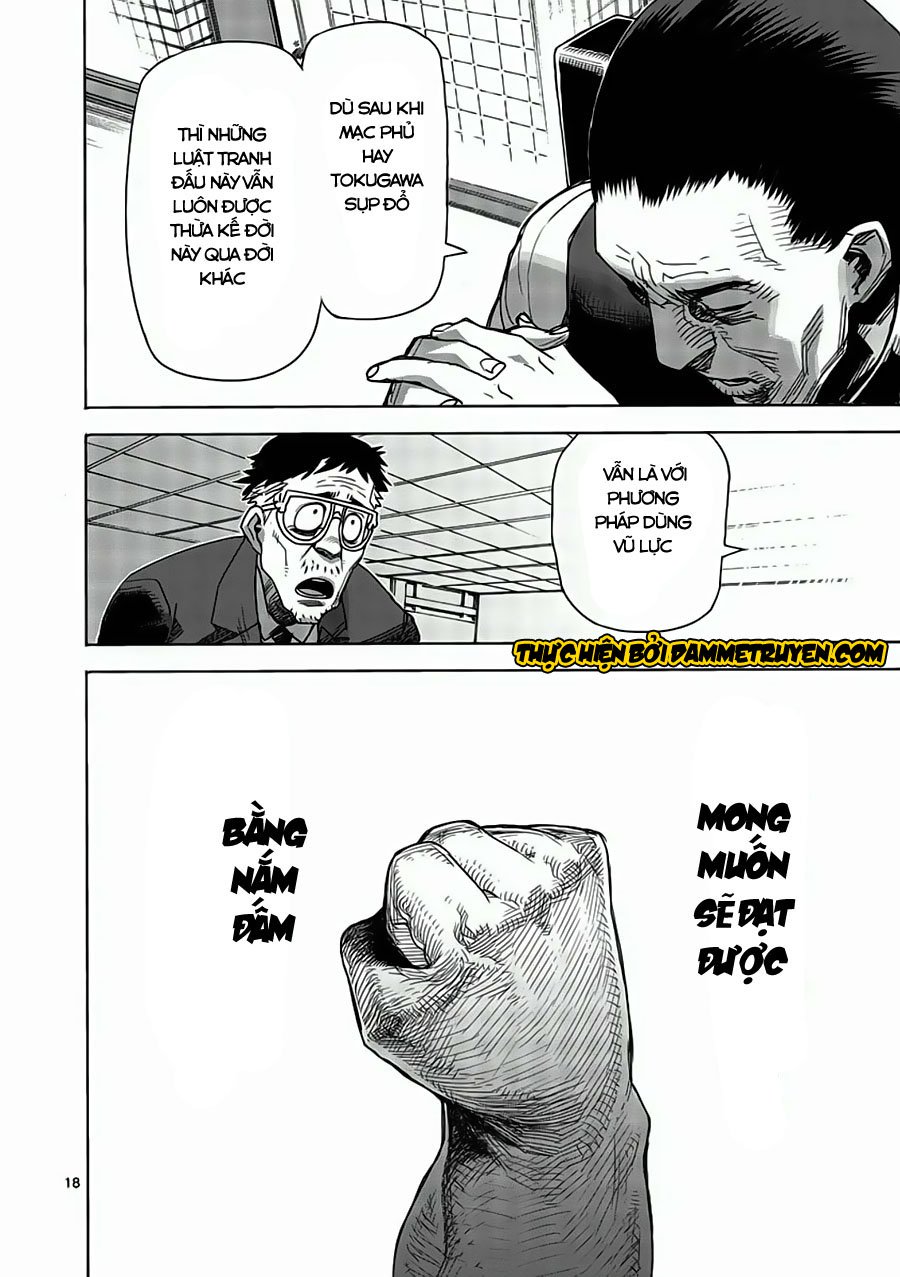 DÙ SAU KHI
MẠC PHỦ
HAY
TOKUGAWA
SỤP ĐỔ
THÌ NHỮNG
LUẬT TRANH
ĐẤU NÀY VẪN
LUÔN ĐƯỢC
THỪA KẾ ĐỜI
NÀY QUA ĐỜI
KHÁC
VẪN LÀ VỚI
PHƯƠNG
PHÁP DÙNG
VŨ LỰC
THỰC HIỆN BỞI DAMMETRUYEN.COM
MONG
MUỐN
SẼ ĐẠT
ĐƯỢC
BẰNG
NẮM
ĐẤM
18